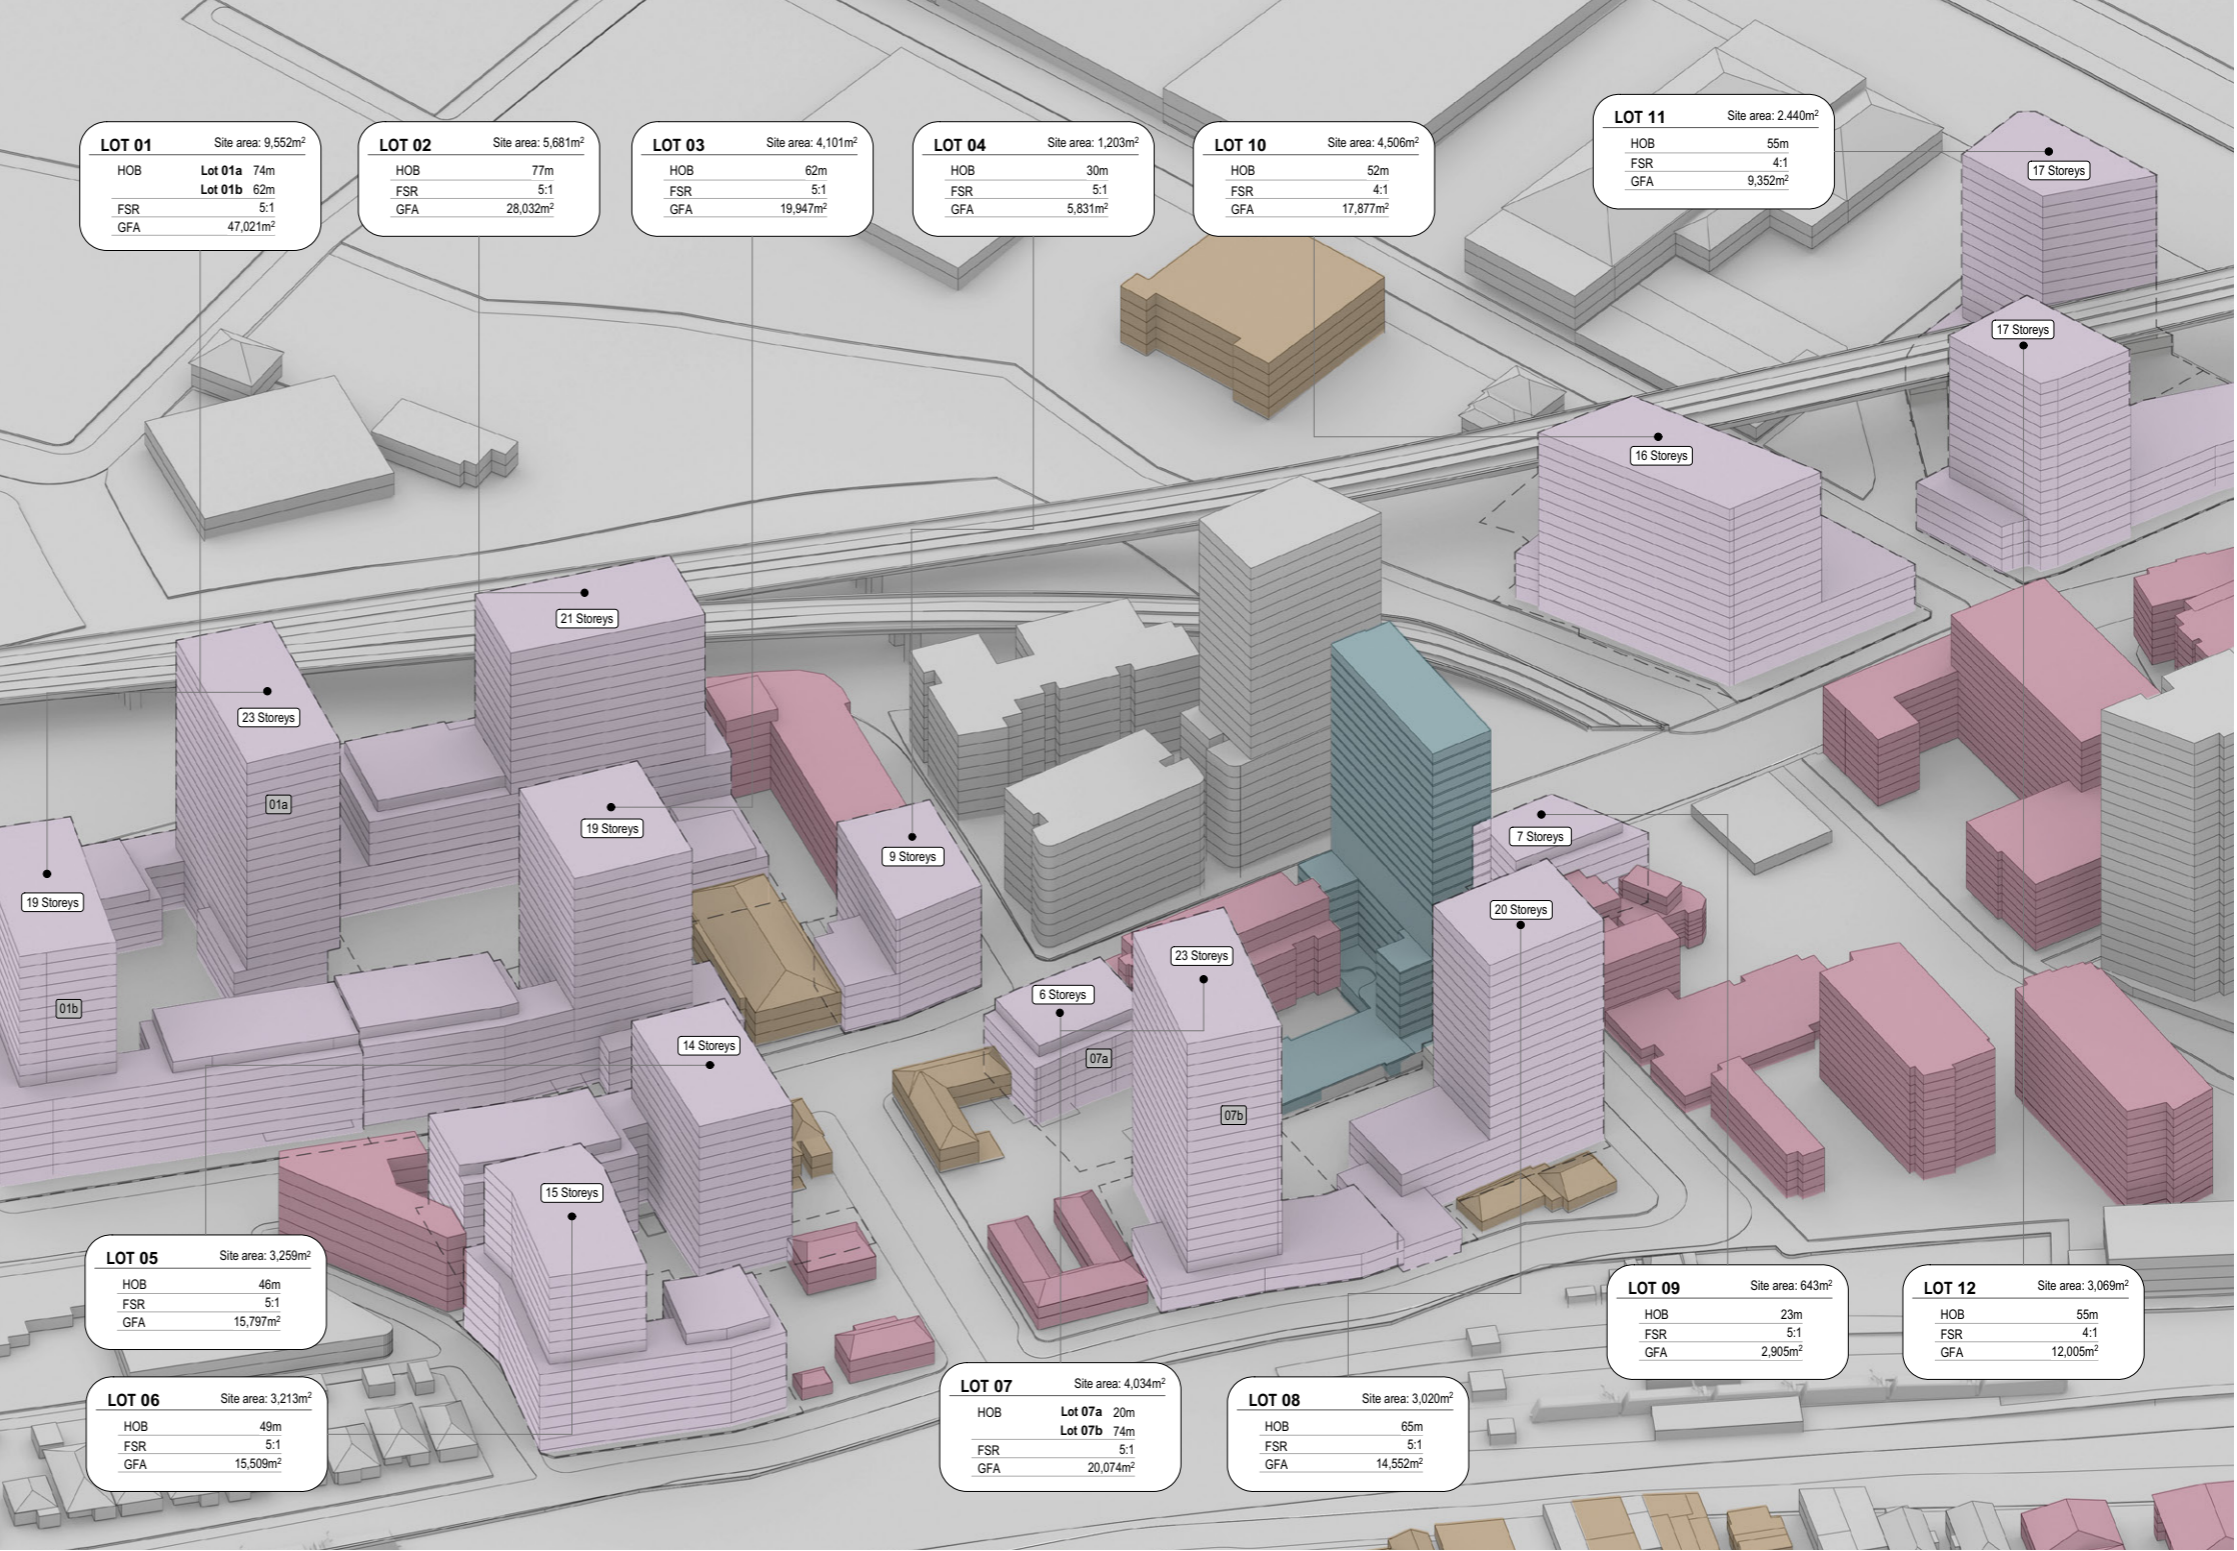 LOT 01 Site area: 9,552m²
HOB Lot 01a 74m
Lot 01b 62m
FSR 5:1
GFA 47,021m²
LOT 02 Site area: 5,681m²
HOB 77m
FSR 5:1
GFA 28,032m²
LOT 03 Site area: 4,101m²
HOB 62m
FSR 5:1
GFA 19,947m²
LOT 04 Site area: 1,203m²
HOB 30m
FSR 5:1
GFA 5,831m²
LOT 10 Site area: 4,506m²
HOB 52m
FSR 4:1
GFA 17,877m²
LOT 11 Site area: 2.440m²
HOB 55m
FSR 4:1
GFA 9,352m²
17 Storeys
17 Storeys
16 Storeys
21 Storeys
23 Storeys
01a
19 Storeys
9 Storeys
7 Storeys
19 Storeys
20 Storeys
23 Storeys
6 Storeys
01b
14 Storeys
07a
07b
15 Storeys
LOT 05 Site area: 3,259m²
HOB 46m
FSR 5:1
GFA 15,797m²
LOT 06 Site area: 3,213m²
HOB 49m
FSR 5:1
GFA 15,509m²
LOT 07 Site area: 4,034m²
HOB Lot 07a 20m
Lot 07b 74m
FSR 5:1
GFA 20,074m²
LOT 08 Site area: 3,020m²
HOB 65m
FSR 5:1
GFA 14,552m²
LOT 09 Site area: 643m²
HOB 23m
FSR 5:1
GFA 2,905m²
LOT 12 Site area: 3,069m²
HOB 55m
FSR 4:1
GFA 12,005m²